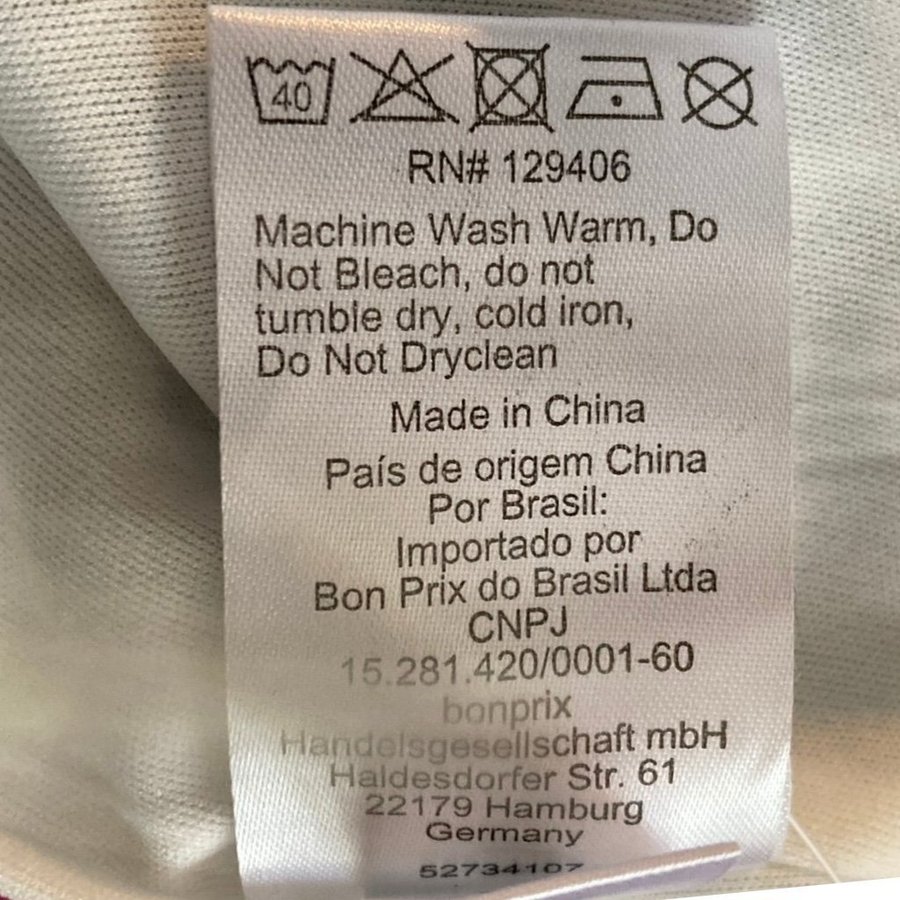 40
RN# 129406
Machine Wash Warm, Do
Not Bleach, do not
tumble dry, cold iron,
Do Not Dryclean
Made in China
País de origem China
Por Brasil:
Importado por
Bon Prix do Brasil Ltda
CNPJ
15.281.420/0001-60
bonprix
Handelsgesellschaft mbH
Haldesdorfer Str. 61
22179 Hamburg
Germany
52734107